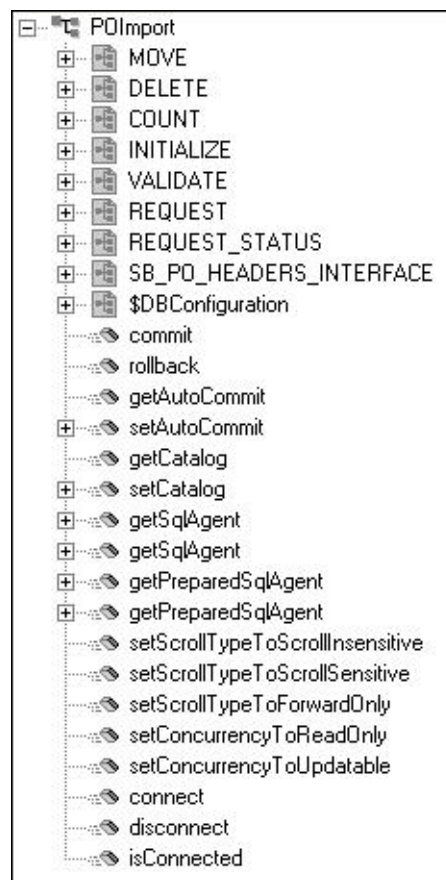 POImport
MOVE
DELETE
COUNT
INITIALIZE
VALIDATE
REQUEST
REQUEST_STATUS
SB_PO_HEADERS_INTERFACE
$DBConfiguration
commit
rollback
getAutoCommit
setAutoCommit
getCatalog
setCatalog
getSqlAgent
getSqlAgent
getPreparedSqlAgent
getPreparedSqlAgent
setScrollTypeToScrollInsensitive
setScrollTypeToScrollSensitive
setScrollTypeToForwardOnly
setConcurrencyToReadOnly
setConcurrencyToUpdatable
connect
disconnect
isConnected